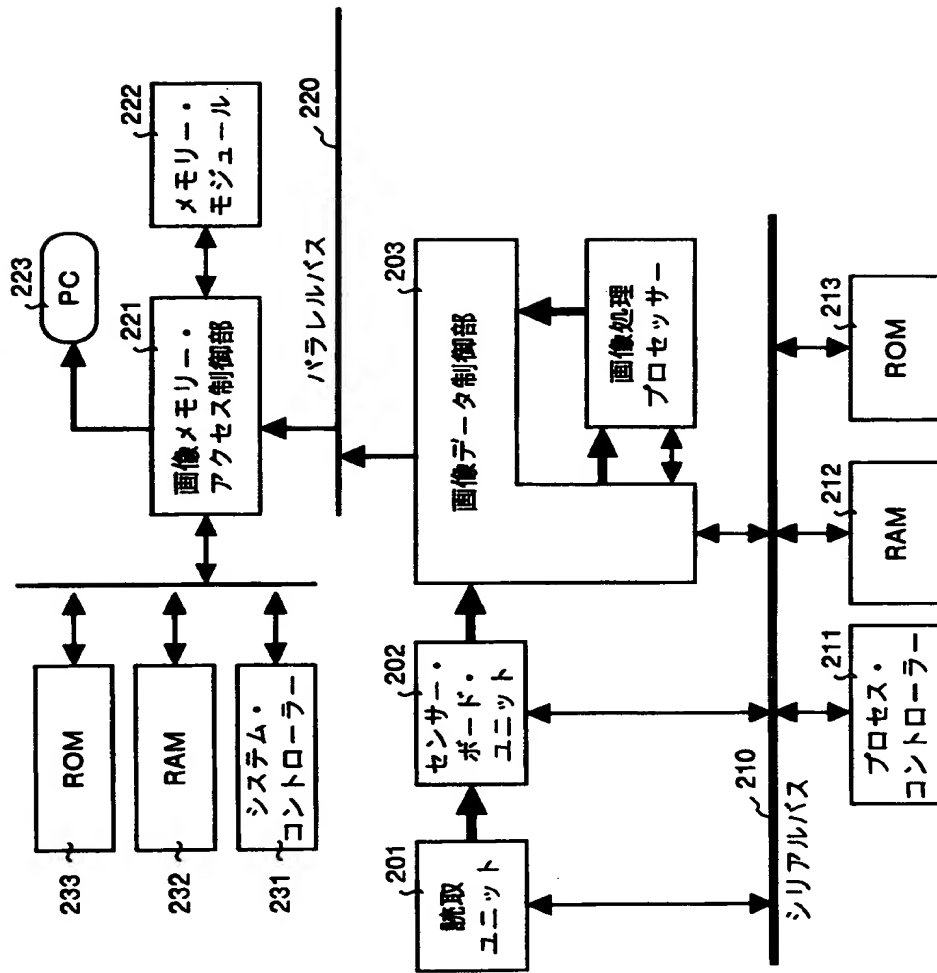 223
PC
222
メモリー・
モジュール
221
画像メモリー・
アクセス制御部
パラレルバス
220
233
ROM
232
RAM
231
システム・
コントローラー
201
読取
ユニット
202
センサー・
ボード・
ユニット
203
画像データ制御部
画像処理
プロセッサー
シリアルバス
210
211
プロセス・
コントローラー
212
RAM
213
ROM